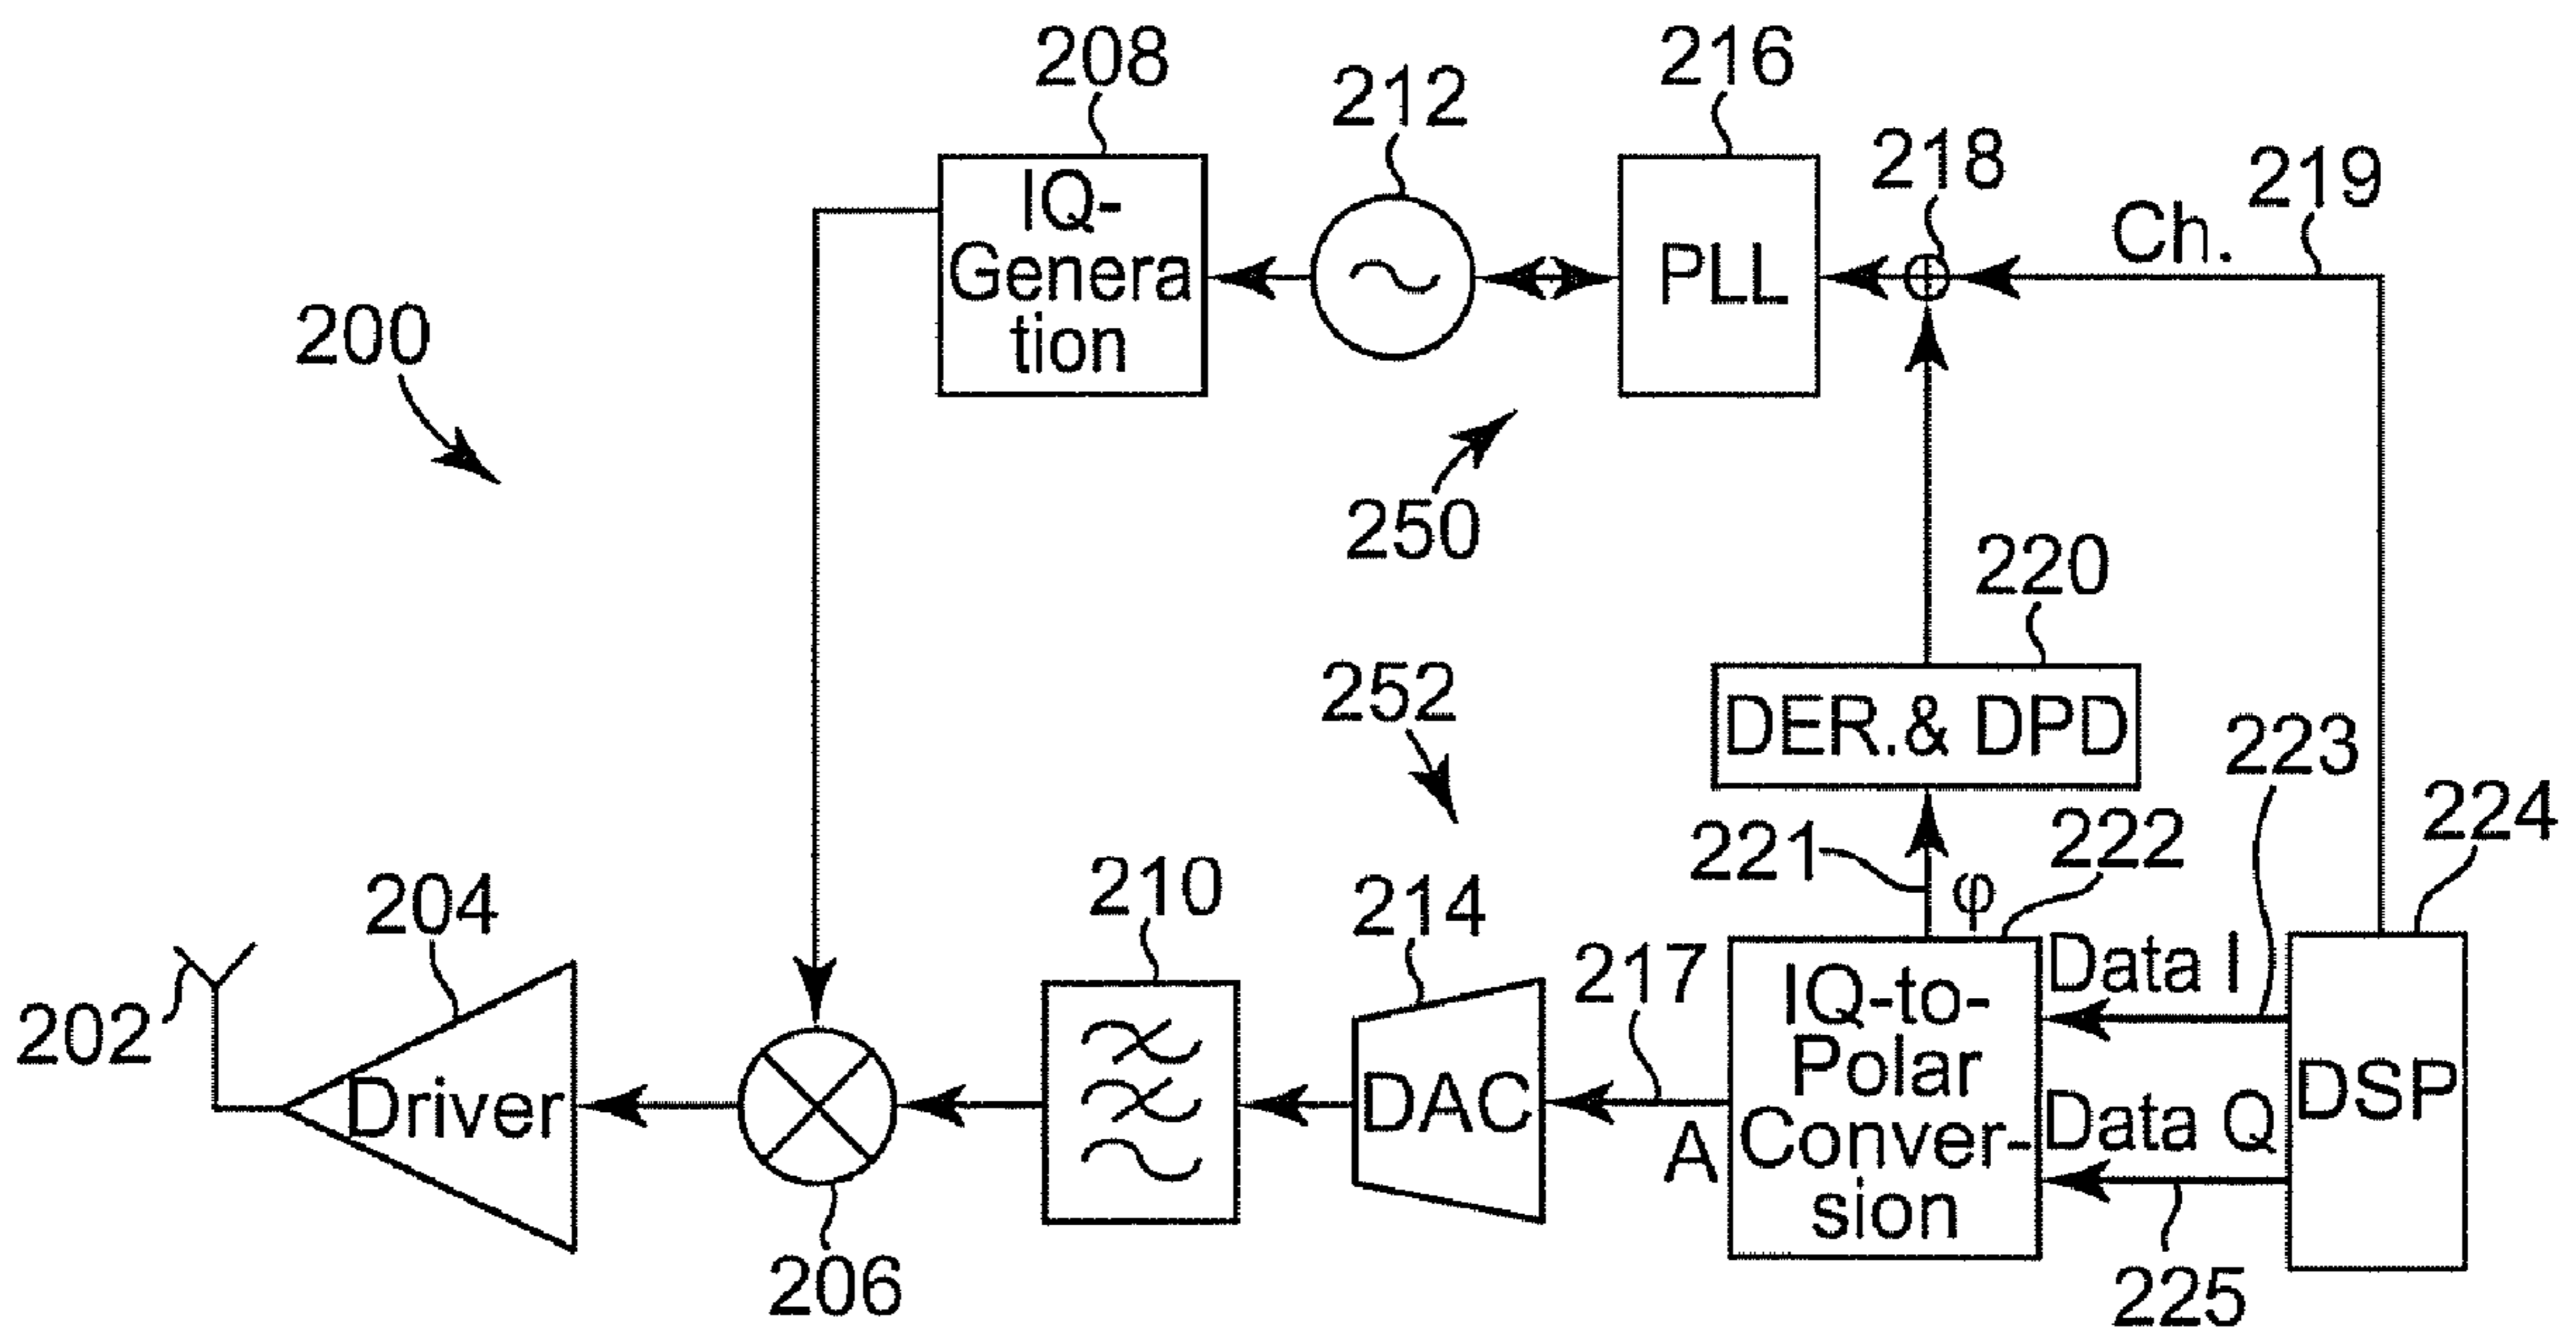 208
216
212
218
219
IQ-
Genera
tion
PLL
Ch.
200
250
220
252
DER.& DPD
223
224
221
φ
222
204
210
214
217
Data I
202
Driver
DAC
A
IQ-to-
Polar
Conver-
sion
Data Q
DSP
206
225